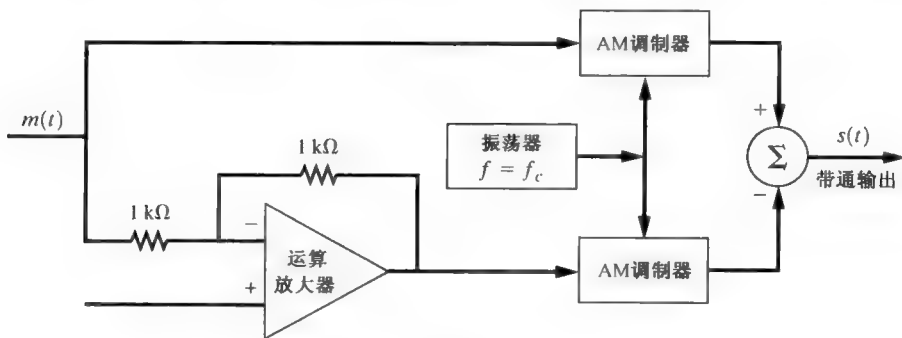 AM调制器
m(t)
1 kΩ
振荡器
f = f_c
+
Σ
s(t)
带通输出
−
1 kΩ
−
运算
放大器
+
AM调制器